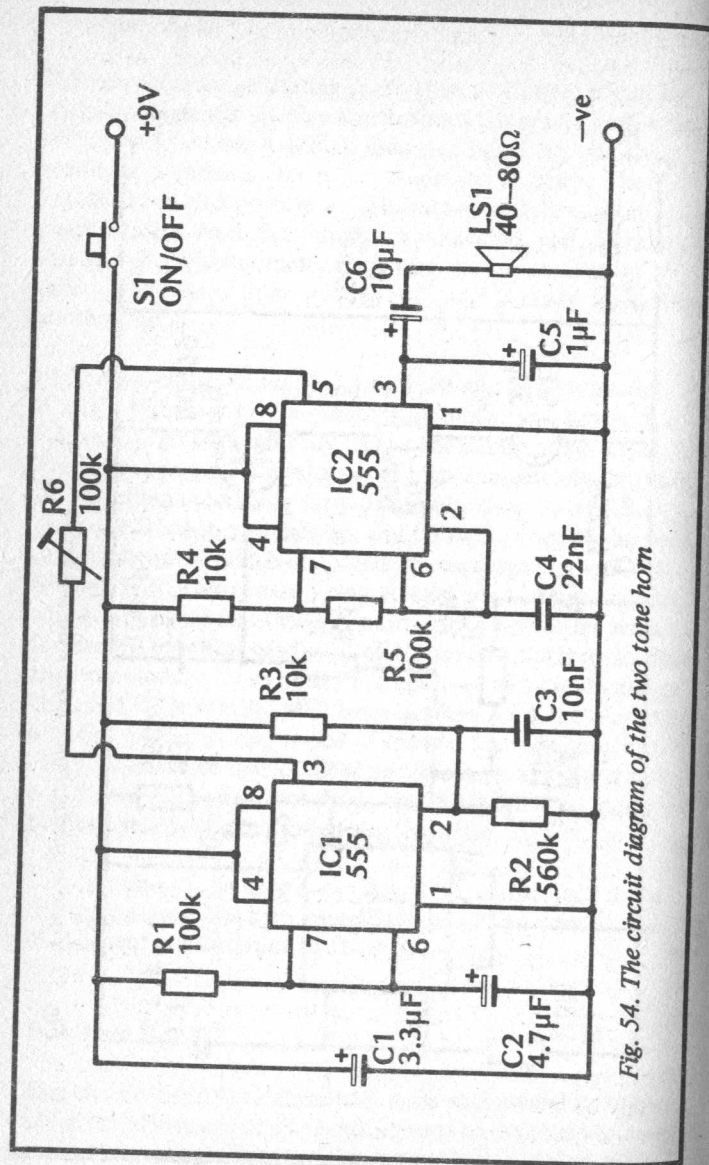 +9V
S1
ON/OFF
R6
100k
R1
100k
R3
10k
R4
10k
R5
100k
4
8
3
7
6
1
2
IC1
555
4
8
5
7
6
2
1
3
IC2
555
C6
10µF
+
LS1
40—80Ω
+
C5
1µF
C4
22nF
C3
10nF
R2
560k
+
C1
3.3µF
+
C2
4.7µF
—ve
Fig. 54. The circuit diagram of the two tone horn